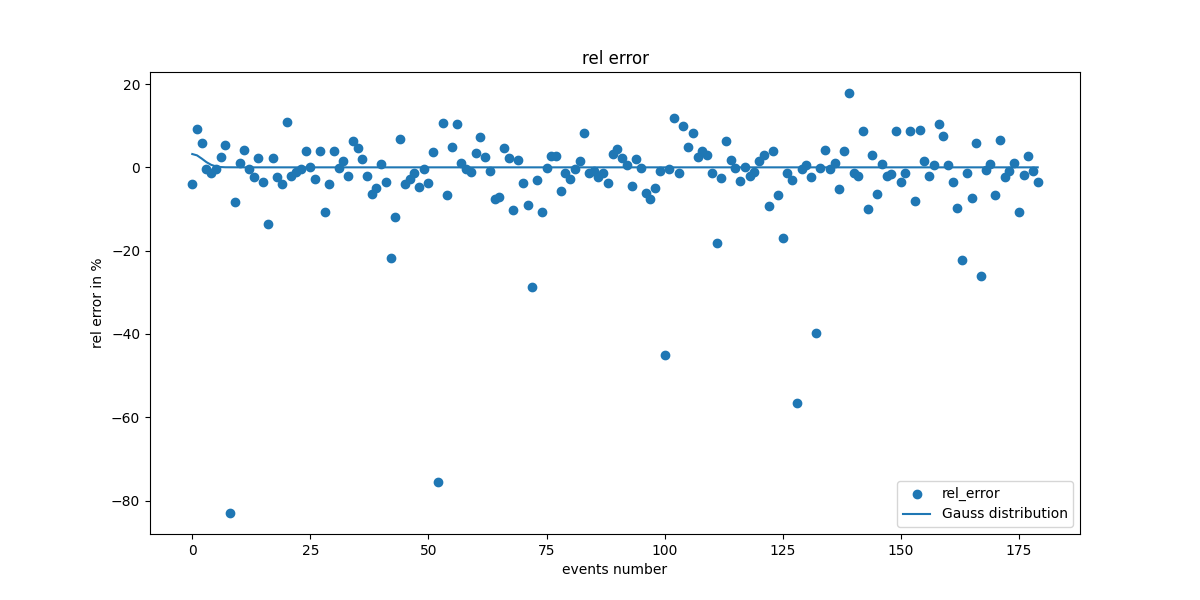 rel error
20
0
−20
−40
−60
−80
rel error in %
0 25 50 75 100 125 150 175
events number
rel_error
Gauss distribution